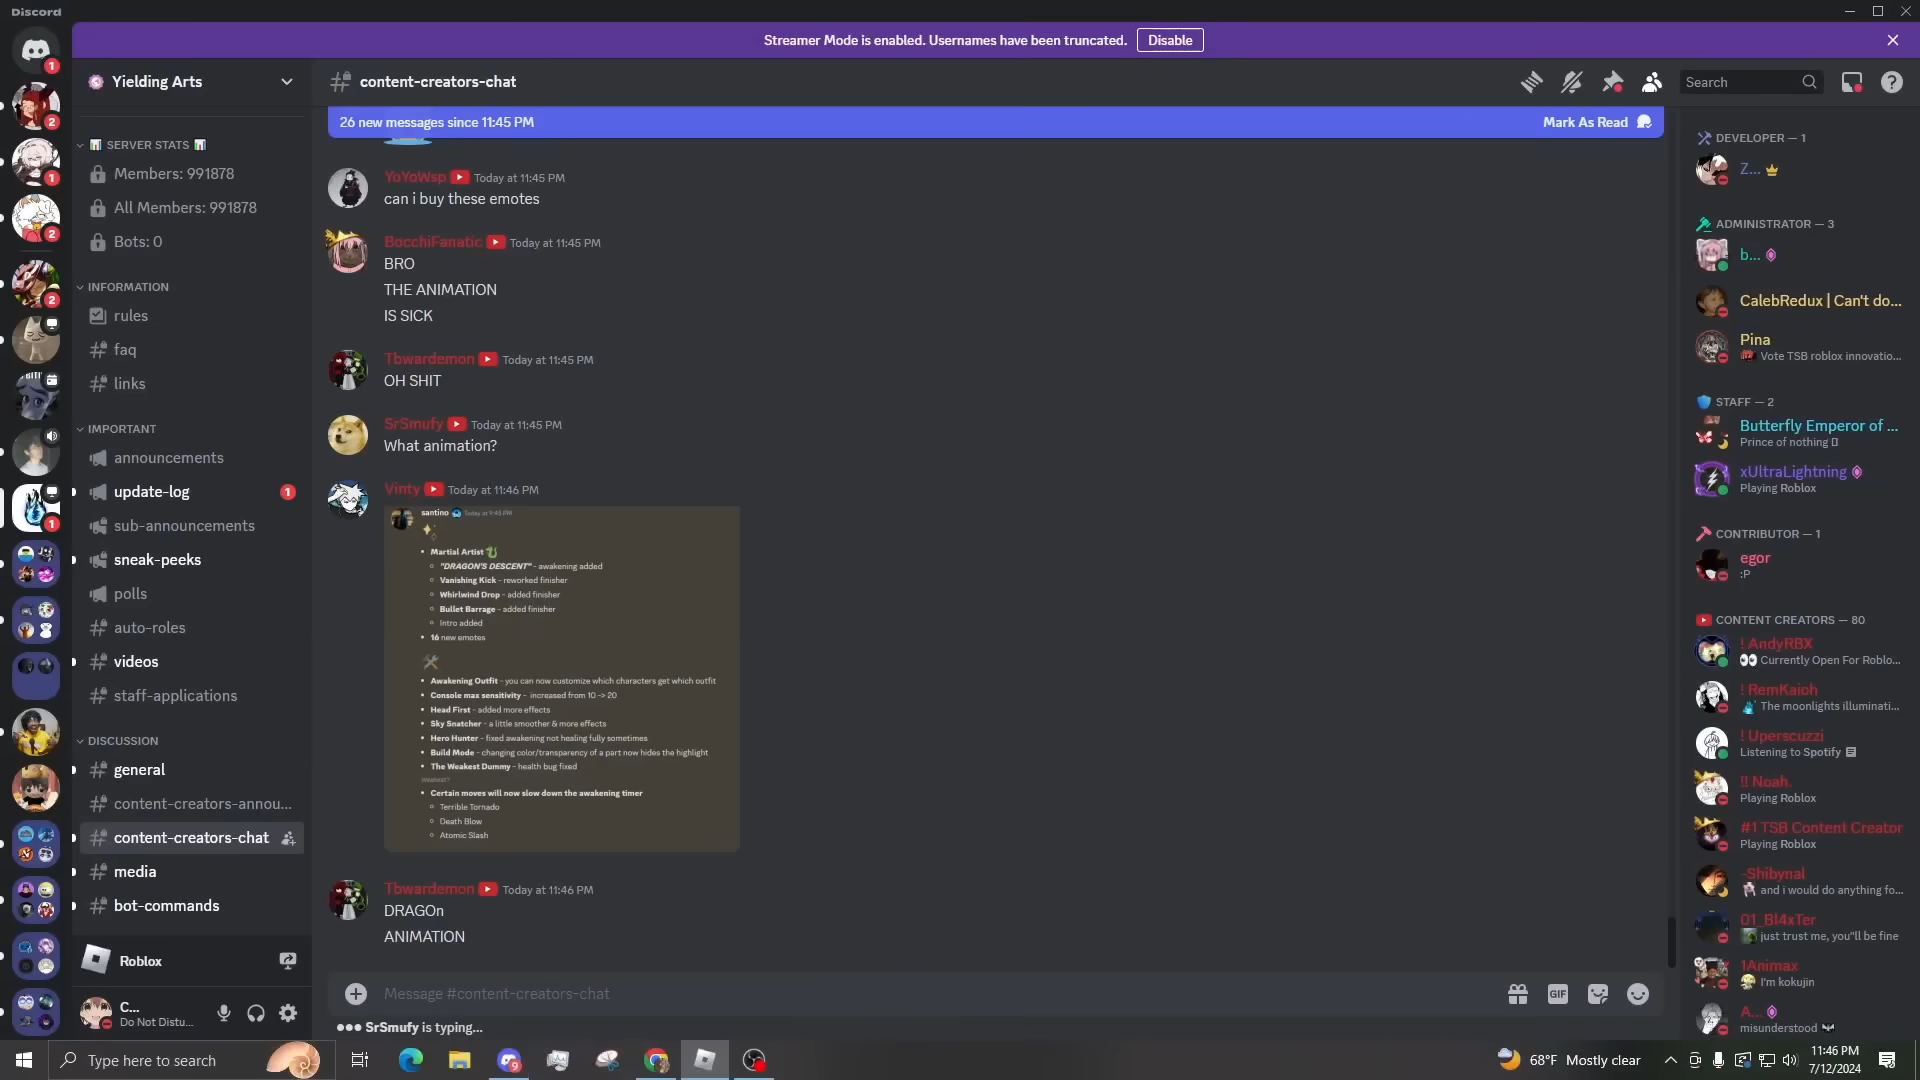 Discord
Streamer Mode is enabled. Usernames have been truncated. Disable
Yielding Arts
content-creators-chat
Search
26 new messages since 11:45 PM
Mark As Read
SERVER STATS
Members: 991878
All Members: 991878
Bots: 0
INFORMATION
rules
faq
links
IMPORTANT
announcements
update-log 1
sub-announcements
sneak-peeks
polls
auto-roles
videos
staff-applications
DISCUSSION
general
content-creators-annou...
content-creators-chat
media
bot-commands
Roblox
C...
Do Not Distu...
YoYoWsp Today at 11:45 PM
can i buy these emotes
BocchiFanatic Today at 11:45 PM
BRO
THE ANIMATION
IS SICK
Tbwardemon Today at 11:45 PM
OH SHIT
SrSmufy Today at 11:45 PM
What animation?
Vinty Today at 11:46 PM
santino Today at 9:45 PM
Martial Artist
"DRAGON'S DESCENT" - awakening added
Vanishing Kick - reworked finisher
Whirlwind Drop - added finisher
Bullet Barrage - added finisher
Intro added
16 new emotes
Awakening Outfit - you can now customize which characters get which outfit
Console max sensitivity - increased from 10 -> 20
Head First - added more effects
Sky Snatcher - a little smoother & more effects
Hero Hunter - fixed awakening not healing fully sometimes
Build Mode - changing color/transparency of a part now hides the highlight
The Weakest Dummy - health bug fixed
Weakest?
Certain moves will now slow down the awakening timer
Terrible Tornado
Death Blow
Atomic Slash
Tbwardemon Today at 11:46 PM
DRAGOn
ANIMATION
Message #content-creators-chat
GIF
SrSmufy is typing...
DEVELOPER — 1
Z...
ADMINISTRATOR — 3
b...
CalebRedux | Can't do...
Pina
Vote TSB roblox innovatio...
STAFF — 2
Butterfly Emperor of ...
Prince of nothing
xUltraLightning
Playing Roblox
CONTRIBUTOR — 1
egor
:P
CONTENT CREATORS — 80
! AndyRBX
Currently Open For Roblo...
! RemKaioh
The moonlights illuminati...
! Uperscuzzi
Listening to Spotify
!! Noah.
Playing Roblox
#1 TSB Content Creator
Playing Roblox
-Shibynal
and i would do anything fo...
01_Bl4xTer
just trust me, you"ll be fine
1Animax
I'm kokujin
A...
misunderstood
Type here to search
68°F Mostly clear
11:46 PM
7/12/2024